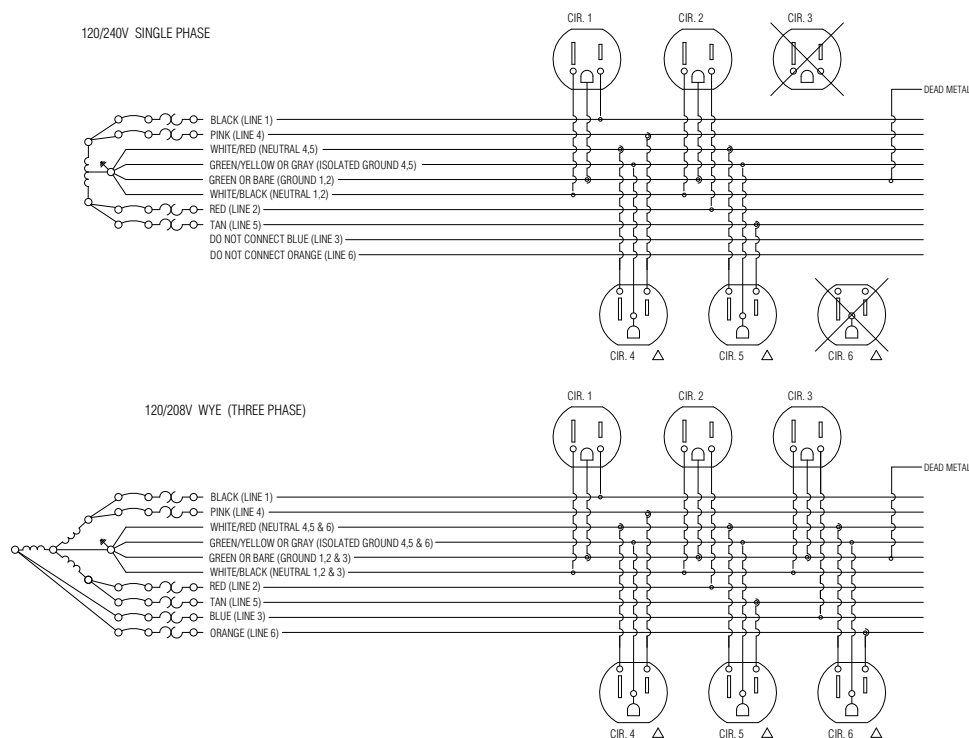 120/240V SINGLE PHASE
CIR. 1
CIR. 2
CIR. 3
DEAD METAL
BLACK (LINE 1)
PINK (LINE 4)
WHITE/RED (NEUTRAL 4,5)
GREEN/YELLOW OR GRAY (ISOLATED GROUND 4,5)
GREEN OR BARE (GROUND 1,2)
WHITE/BLACK (NEUTRAL 1,2)
RED (LINE 2)
TAN (LINE 5)
DO NOT CONNECT BLUE (LINE 3)
DO NOT CONNECT ORANGE (LINE 6)
CIR. 4
CIR. 5
CIR. 6
120/208V WYE (THREE PHASE)
CIR. 1
CIR. 2
CIR. 3
DEAD METAL
BLACK (LINE 1)
PINK (LINE 4)
WHITE/RED (NEUTRAL 4,5 & 6)
GREEN/YELLOW OR GRAY (ISOLATED GROUND 4,5 & 6)
GREEN OR BARE (GROUND 1,2 & 3)
WHITE/BLACK (NEUTRAL 1,2 & 3)
RED (LINE 2)
TAN (LINE 5)
BLUE (LINE 3)
ORANGE (LINE 6)
CIR. 4
CIR. 5
CIR. 6